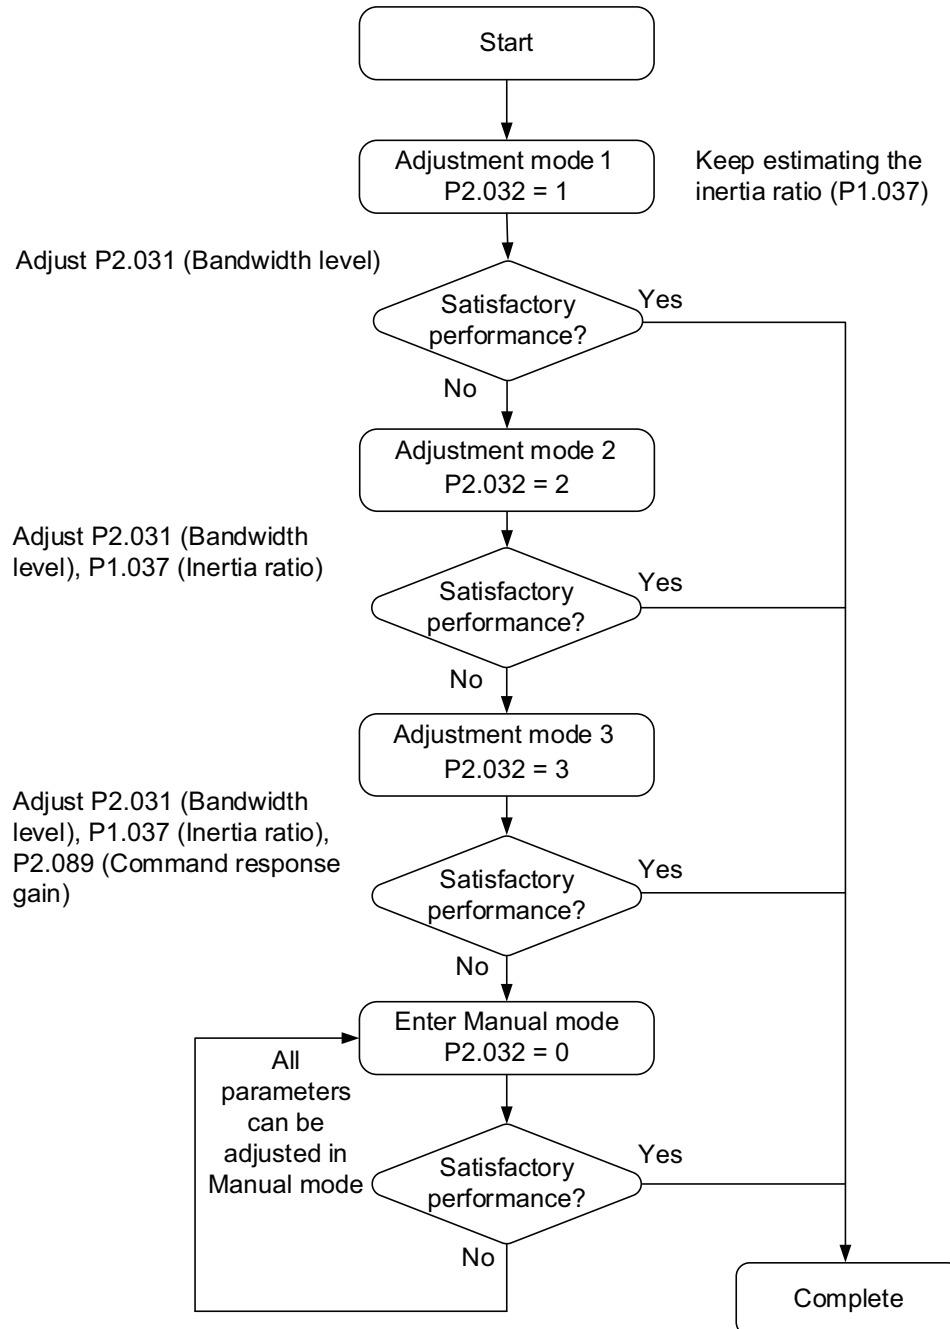 Start
Adjustment mode 1
P2.032 = 1
Keep estimating the
inertia ratio (P1.037)
Adjust P2.031 (Bandwidth level)
Satisfactory
performance?
Yes
No
Adjustment mode 2
P2.032 = 2
Adjust P2.031 (Bandwidth
level), P1.037 (Inertia ratio)
Satisfactory
performance?
Yes
No
Adjustment mode 3
P2.032 = 3
Adjust P2.031 (Bandwidth
level), P1.037 (Inertia ratio),
P2.089 (Command response
gain)
Satisfactory
performance?
Yes
No
Enter Manual mode
P2.032 = 0
All
parameters
can be
adjusted in
Manual mode
Satisfactory
performance?
Yes
No
Complete